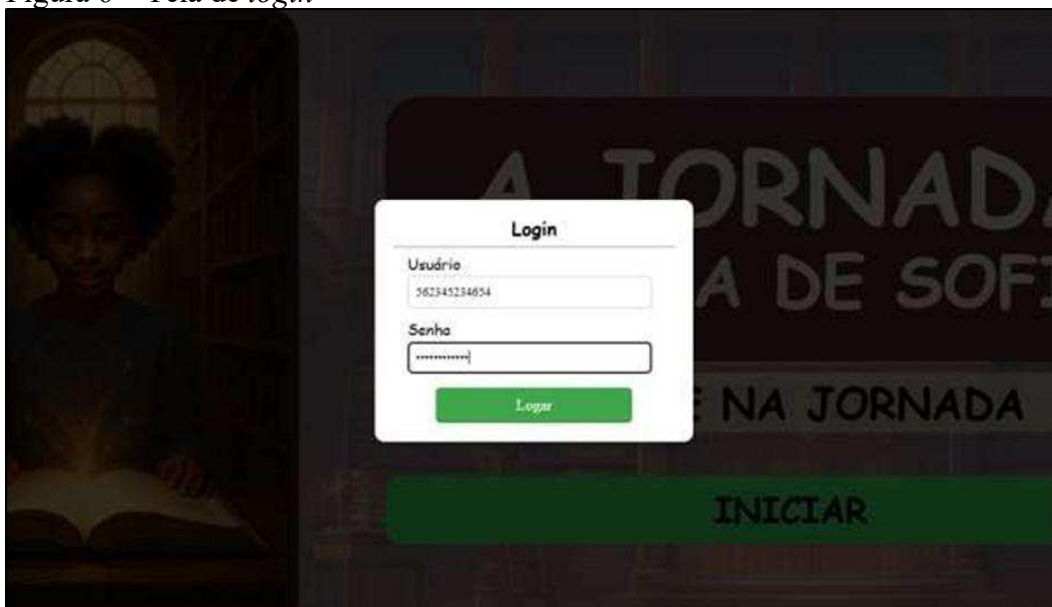 Figura 6 – Tela de login
A JORNADA
A DE SOFI
Login
Usuário
562345234654
Senha
••••••••••••
Logar
E NA JORNADA
INICIAR